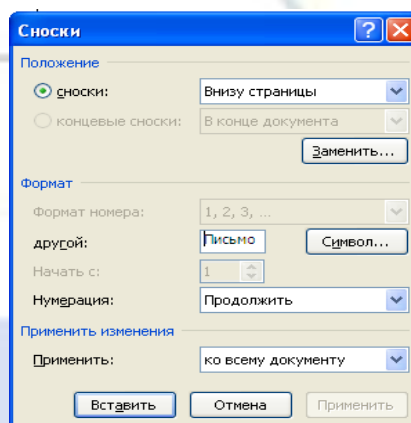 Сноски
Положение
сноски: Внизу страницы
концевые сноски: В конце документа
Заменить...
Формат
Формат номера: 1, 2, 3, ...
другой: Письмо Символ...
Начать с: 1
Нумерация: Продолжить
Применить изменения
Применить: ко всему документу
Вставить Отмена Применить